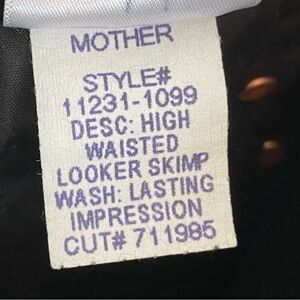 MOTHER
STYLE#
11231-1099
DESC: HIGH
WAISTED
LOOKER SKIMP
WASH: LASTING
IMPRESSION
CUT# 711985